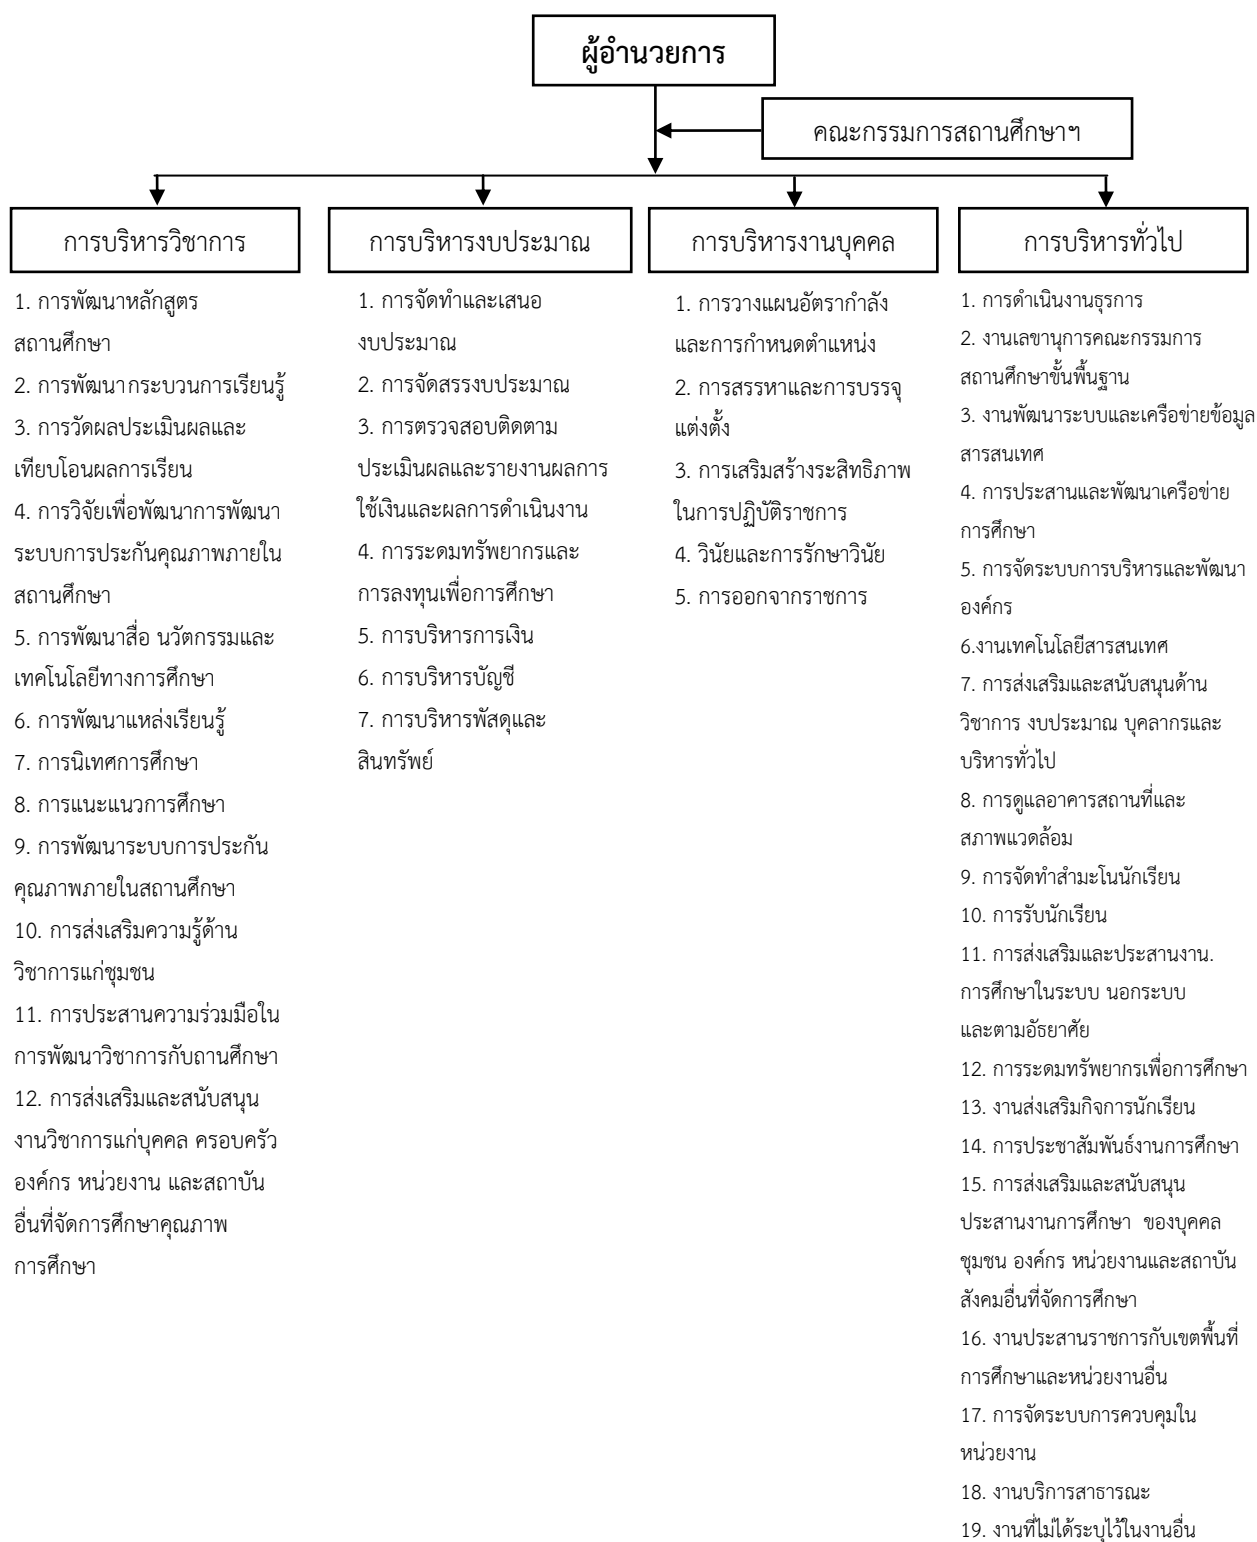 ผู้อำนวยการ
คณะกรรมการสถานศึกษาฯ
การบริหารวิชาการ
1. การพัฒนาหลักสูตร
สถานศึกษา
2. การพัฒนากระบวนการเรียนรู้
3. การวัดผลประเมินผลและ
เทียบโอนผลการเรียน
4. การวิจัยเพื่อพัฒนาการพัฒนา
ระบบการประกันคุณภาพภายใน
สถานศึกษา
5. การพัฒนาสื่อ นวัตกรรมและ
เทคโนโลยีทางการศึกษา
6. การพัฒนาแหล่งเรียนรู้
7. การนิเทศการศึกษา
8. การแนะแนวการศึกษา
9. การพัฒนาระบบการประกัน
คุณภาพภายในสถานศึกษา
10. การส่งเสริมความรู้ด้าน
วิชาการแก่ชุมชน
11. การประสานความร่วมมือใน
การพัฒนาวิชาการกับถานศึกษา
12. การส่งเสริมและสนับสนุน
งานวิชาการแก่บุคคล ครอบครัว
องค์กร หน่วยงาน และสถาบัน
อื่นที่จัดการศึกษาคุณภาพ
การศึกษา
การบริหารงบประมาณ
1. การจัดทำและเสนอ
งบประมาณ
2. การจัดสรรงบประมาณ
3. การตรวจสอบติดตาม
ประเมินผลและรายงานผลการ
ใช้เงินและผลการดำเนินงาน
4. การระดมทรัพยากรและ
การลงทุนเพื่อการศึกษา
5. การบริหารการเงิน
6. การบริหารบัญชี
7. การบริหารพัสดุและ
สินทรัพย์
การบริหารงานบุคคล
1. การวางแผนอัตรากำลัง
และการกำหนดตำแหน่ง
2. การสรรหาและการบรรจุ
แต่งตั้ง
3. การเสริมสร้างระสิทธิภาพ
ในการปฏิบัติราชการ
4. วินัยและการรักษาวินัย
5. การออกจากราชการ
การบริหารทั่วไป
1. การดำเนินงานธุรการ
2. งานเลขานุการคณะกรรมการ
สถานศึกษาขั้นพื้นฐาน
3. งานพัฒนาระบบและเครือข่ายข้อมูล
สารสนเทศ
4. การประสานและพัฒนาเครือข่าย
การศึกษา
5. การจัดระบบการบริหารและพัฒนา
องค์กร
6.งานเทคโนโลยีสารสนเทศ
7. การส่งเสริมและสนับสนุนด้าน
วิชาการ งบประมาณ บุคลากรและ
บริหารทั่วไป
8. การดูแลอาคารสถานที่และ
สภาพแวดล้อม
9. การจัดทำสำมะโนนักเรียน
10. การรับนักเรียน
11. การส่งเสริมและประสานงาน.
การศึกษาในระบบ นอกระบบ
และตามอัธยาศัย
12. การระดมทรัพยากรเพื่อการศึกษา
13. งานส่งเสริมกิจการนักเรียน
14. การประชาสัมพันธ์งานการศึกษา
15. การส่งเสริมและสนับสนุน
ประสานงานการศึกษา ของบุคคล
ชุมชน องค์กร หน่วยงานและสถาบัน
สังคมอื่นที่จัดการศึกษา
16. งานประสานราชการกับเขตพื้นที่
การศึกษาและหน่วยงานอื่น
17. การจัดระบบการควบคุมใน
หน่วยงาน
18. งานบริการสาธารณะ
19. งานที่ไม่ได้ระบุไว้ในงานอื่น